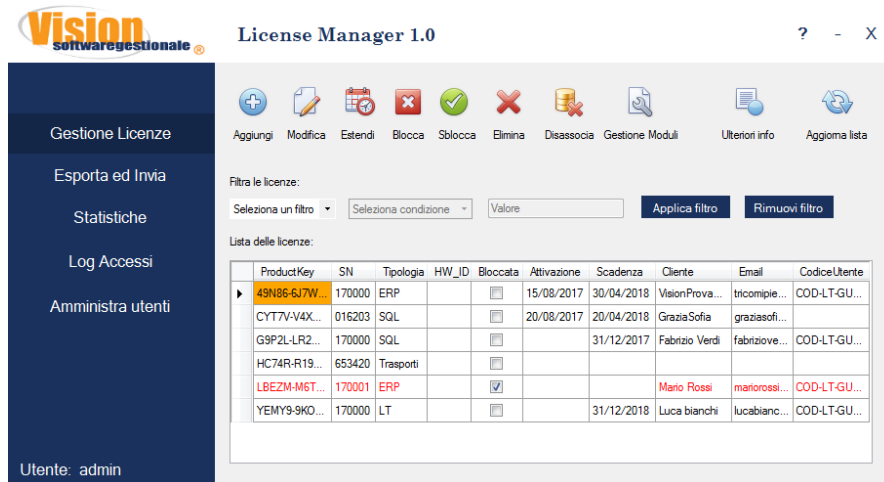 Vision
softwaregestionale ®
License Manager 1.0
? - X
Gestione Licenze
Esporta ed Invia
Statistiche
Log Accessi
Amministra utenti
Utente: admin
Aggiungi Modifica Estendi Blocca Sblocca Elimina Disassocia Gestione Moduli Ulteriori info Aggiorna lista
Filtra le licenze:
Seleziona un filtro Seleziona condizione Valore Applica filtro Rimuovi filtro
Lista delle licenze:
ProductKey SN Tipologia HW_ID Bloccata Attivazione Scadenza Cliente Email CodiceUtente
49N86-6J7W... 170000 ERP 15/08/2017 30/04/2018 VisionProva... tricomipie... COD-LT-GU...
CYT7V-V4X... 016203 SQL 20/08/2017 20/04/2018 Grazia Sofia graziasofi...
G9P2L-LR2... 170000 SQL 31/12/2017 Fabrizio Verdi fabriziove... COD-LT-GU...
HC74R-R19... 653420 Trasporti
LBEZM-M6T... 170001 ERP Mario Rossi mariorossi... COD-LT-GU...
YEMY9-9KO... 170000 LT 31/12/2018 Luca bianchi lucabianc... COD-LT-GU...